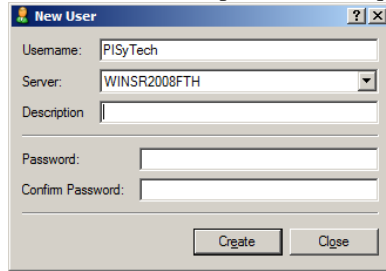 New User
Username: PISyTech
Server: WINSR2008FTH
Description
Password:
Confirm Password:
Create Close